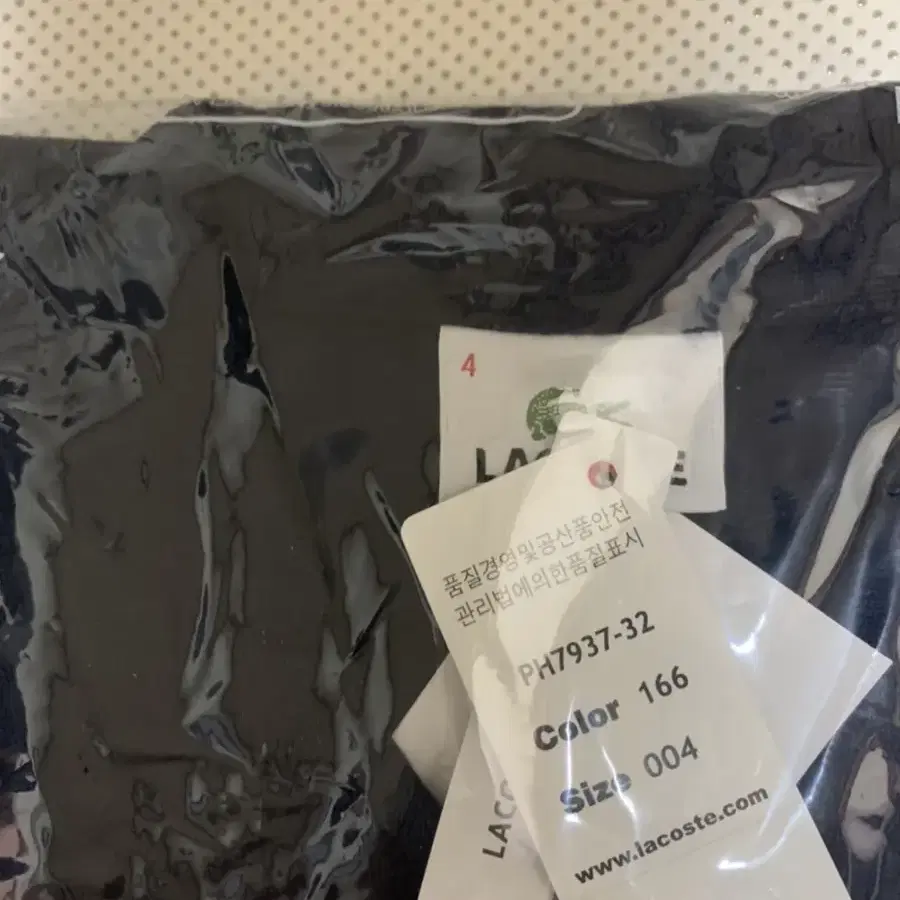 4
LACOSTE
품질경영및공산품안전
관리법에의한품질표시
PH7937-32
Color 166
Size 004
www.lacoste.com
LACO